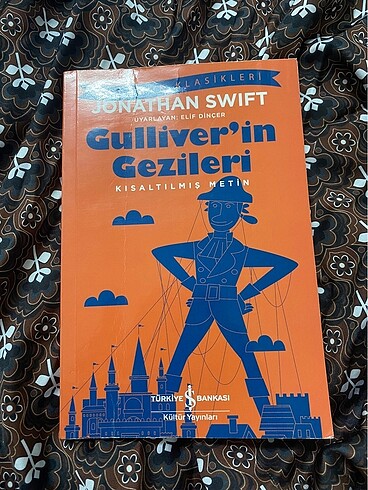 KLASİKLERİ
JONATHAN SWIFT
UYARLAYAN: ELİF DİNÇER
Gulliver'in
Gezileri
KISALTILMIŞ METİN
TÜRKİYE İŞ BANKASI
Kültür Yayınları